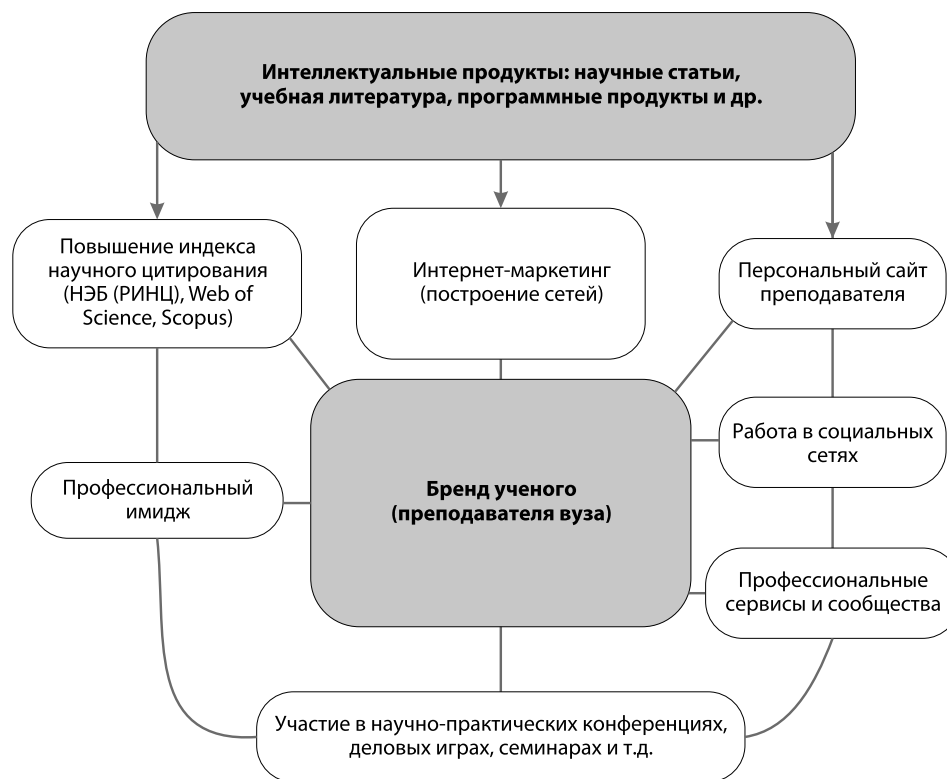 Интеллектуальные продукты: научные статьи,
учебная литература, программные продукты и др.
Повышение индекса
научного цитирования
(НЭБ (РИНЦ), Web of
Science, Scopus)
Интернет-маркетинг
(построение сетей)
Персональный сайт
преподавателя
Работа в социальных
сетях
Профессиональный
имидж
Бренд ученого
(преподавателя вуза)
Профессиональные
сервисы и сообщества
Участие в научно-практических конференциях,
деловых играх, семинарах и т.д.